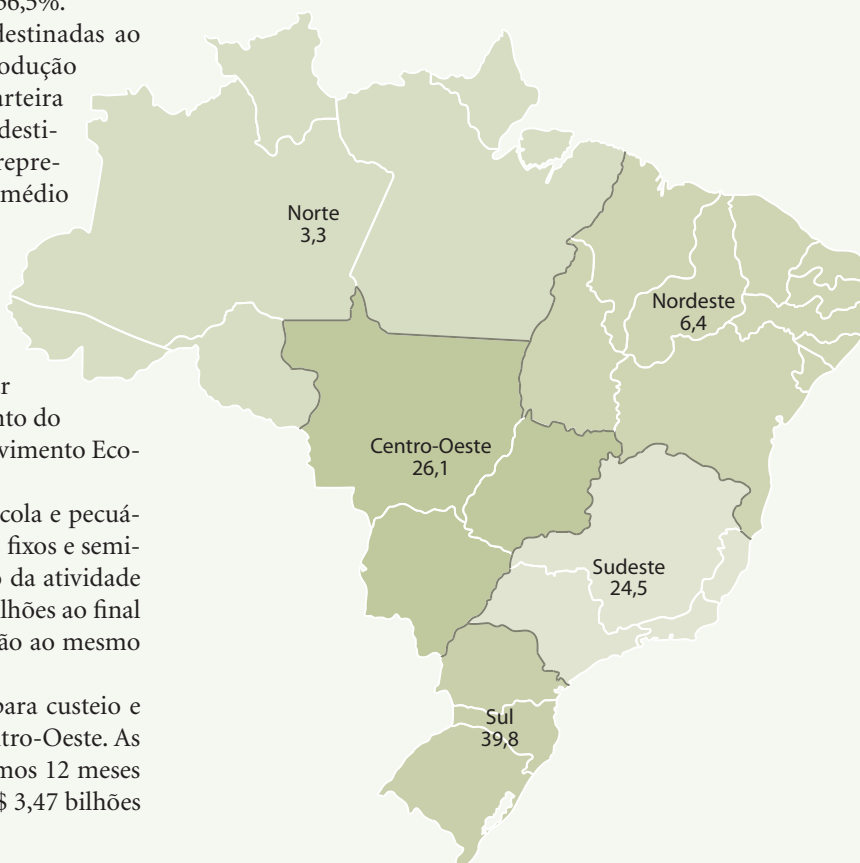 56,5%.
destinadas ao
odução
arteira
desti-
repre-
médio
r
nto do
vimento Eco-
cola e pecuá-
fixos e semi-
o da atividade
lhões ao final
ão ao mesmo
para custeio e
ntro-Oeste. As
mos 12 meses
$ 3,47 bilhões
Norte
3,3
Nordeste
6,4
Centro-Oeste
26,1
Sudeste
24,5
Sul
39,8